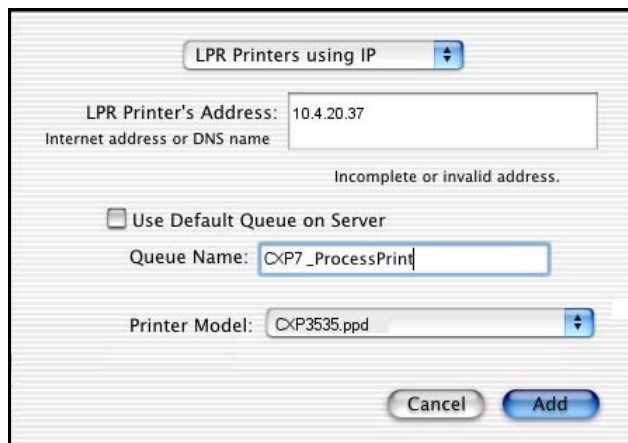 LPR Printers using IP
LPR Printer's Address: 10.4.20.37
Internet address or DNS name
Incomplete or invalid address.
Use Default Queue on Server
Queue Name: CXP7_ProcessPrint
Printer Model: CXP3535.ppd
Cancel Add